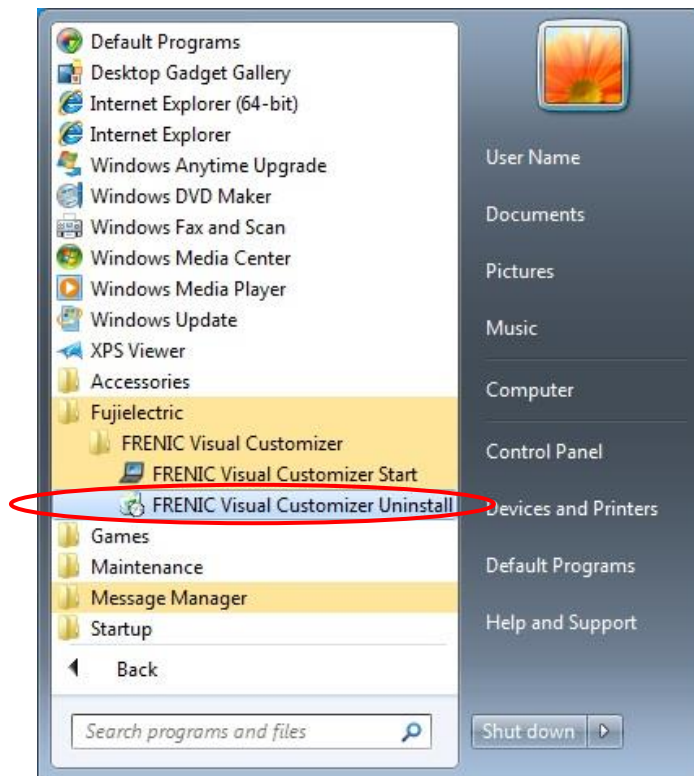 Default Programs
Desktop Gadget Gallery
Internet Explorer (64-bit)
Internet Explorer
Windows Anytime Upgrade
Windows DVD Maker
Windows Fax and Scan
Windows Media Center
Windows Media Player
Windows Update
XPS Viewer
Accessories
Fujielectric
FRENIC Visual Customizer
FRENIC Visual Customizer Start
FRENIC Visual Customizer Uninstall
Games
Maintenance
Message Manager
Startup
Back
Search programs and files
User Name
Documents
Pictures
Music
Computer
Control Panel
Devices and Printers
Default Programs
Help and Support
Shut down